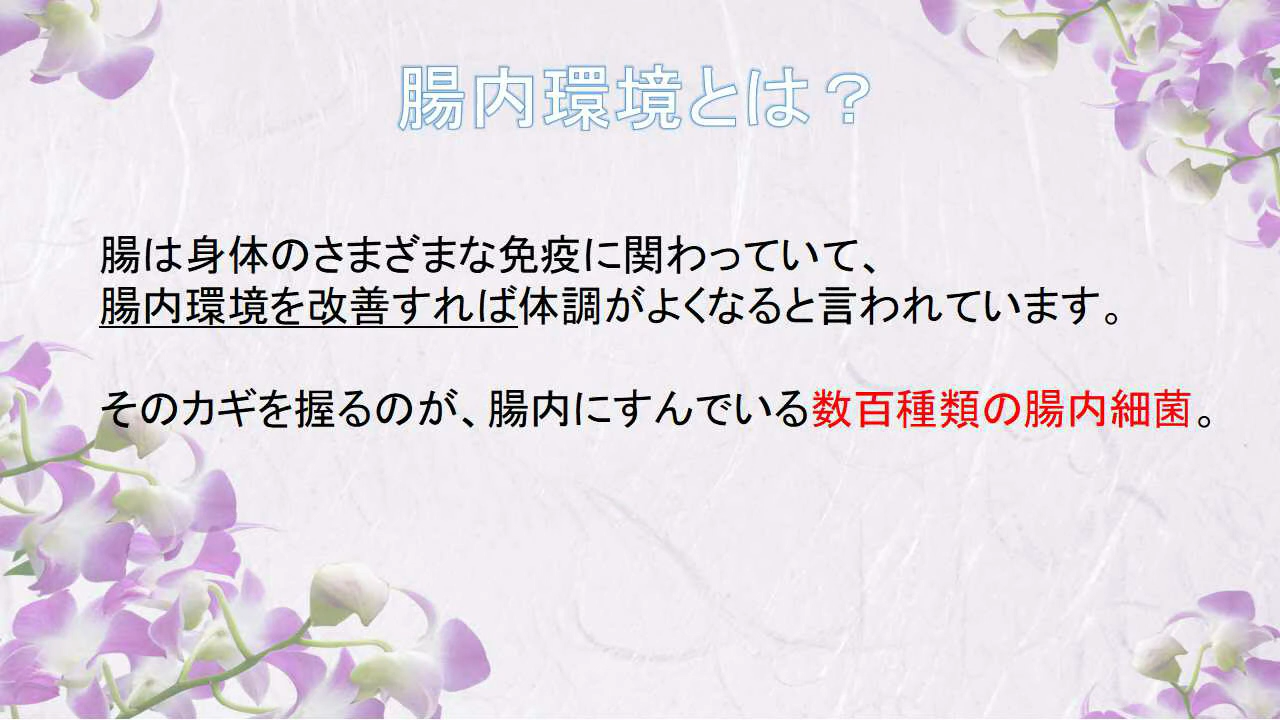 腸内環境とは？
腸は身体のさまざまな免疫に関わっていて、
腸内環境を改善すれば体調がよくなると言われています。
そのカギを握るのが、腸内にすんでいる数百種類の腸内細菌。